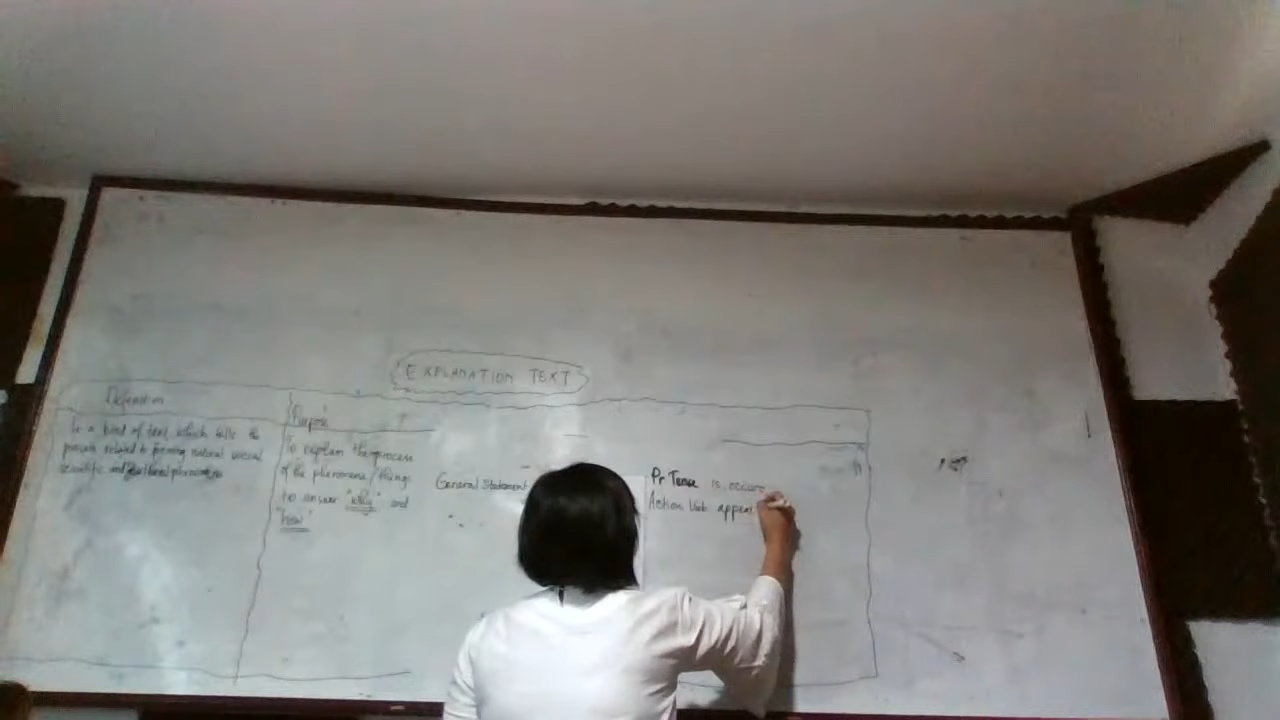 EXPLANATION TEXT
Definition
Is a kind of text which tells the
process related to forming natural, social
scientific and cultural phenomena
Purpose
To explain the process
of the phenomena / things
to answer "why" and
"how"
General Statement
Pr Tense is, occurs
Action Verb appear